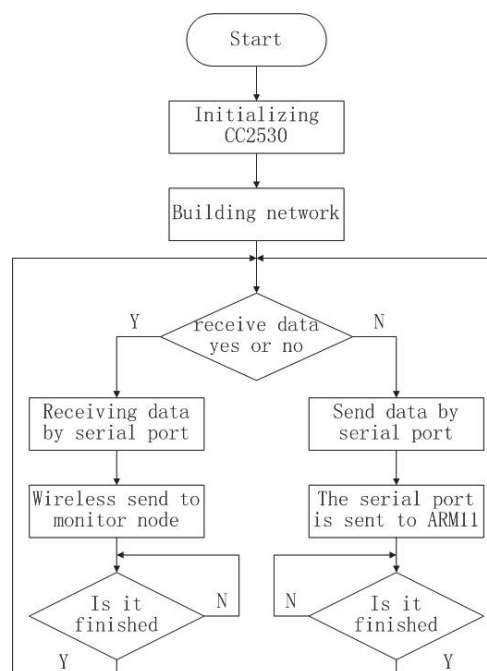 Start
Initializing
CC2530
Building network
Y
receive data
yes or no
N
Receiving data
by serial port
Send data by
serial port
Wireless send to
monitor node
The serial port
is sent to ARM11
Is it
finished
N
N
Is it
finished
Y
Y